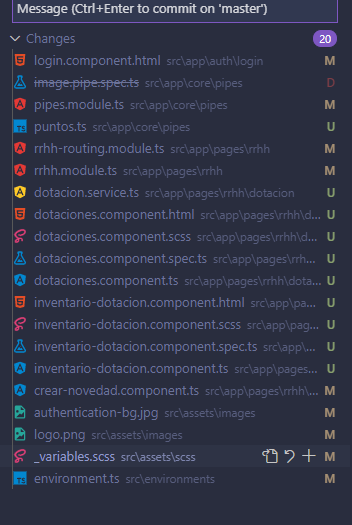 Message (Ctrl+Enter to commit on 'master')
Changes 20
login.component.html src\app\auth\login M
image.pipe.spec.ts src\app\core\pipes D
pipes.module.ts src\app\core\pipes M
TS puntos.ts src\app\core\pipes U
rrhh-routing.module.ts src\app\pages\rrhh M
rrhh.module.ts src\app\pages\rrhh M
dotacion.service.ts src\app\pages\rrhh\dotacion U
dotaciones.component.html src\app\pages\rrhh\d... U
dotaciones.component.scss src\app\pages\rrhh\d... U
dotaciones.component.spec.ts src\app\pages\rrh... U
dotaciones.component.ts src\app\pages\rrhh\dota... U
inventario-dotacion.component.html src\app\pa... U
inventario-dotacion.component.scss src\app\pag... U
inventario-dotacion.component.spec.ts src\app\... U
inventario-dotacion.component.ts src\app\page... U
crear-novedad.component.ts src\app\pages\rrhh\... M
authentication-bg.jpg src\assets\images M
logo.png src\assets\images M
_variables.scss src\assets\scss M
TS environment.ts src\environments M